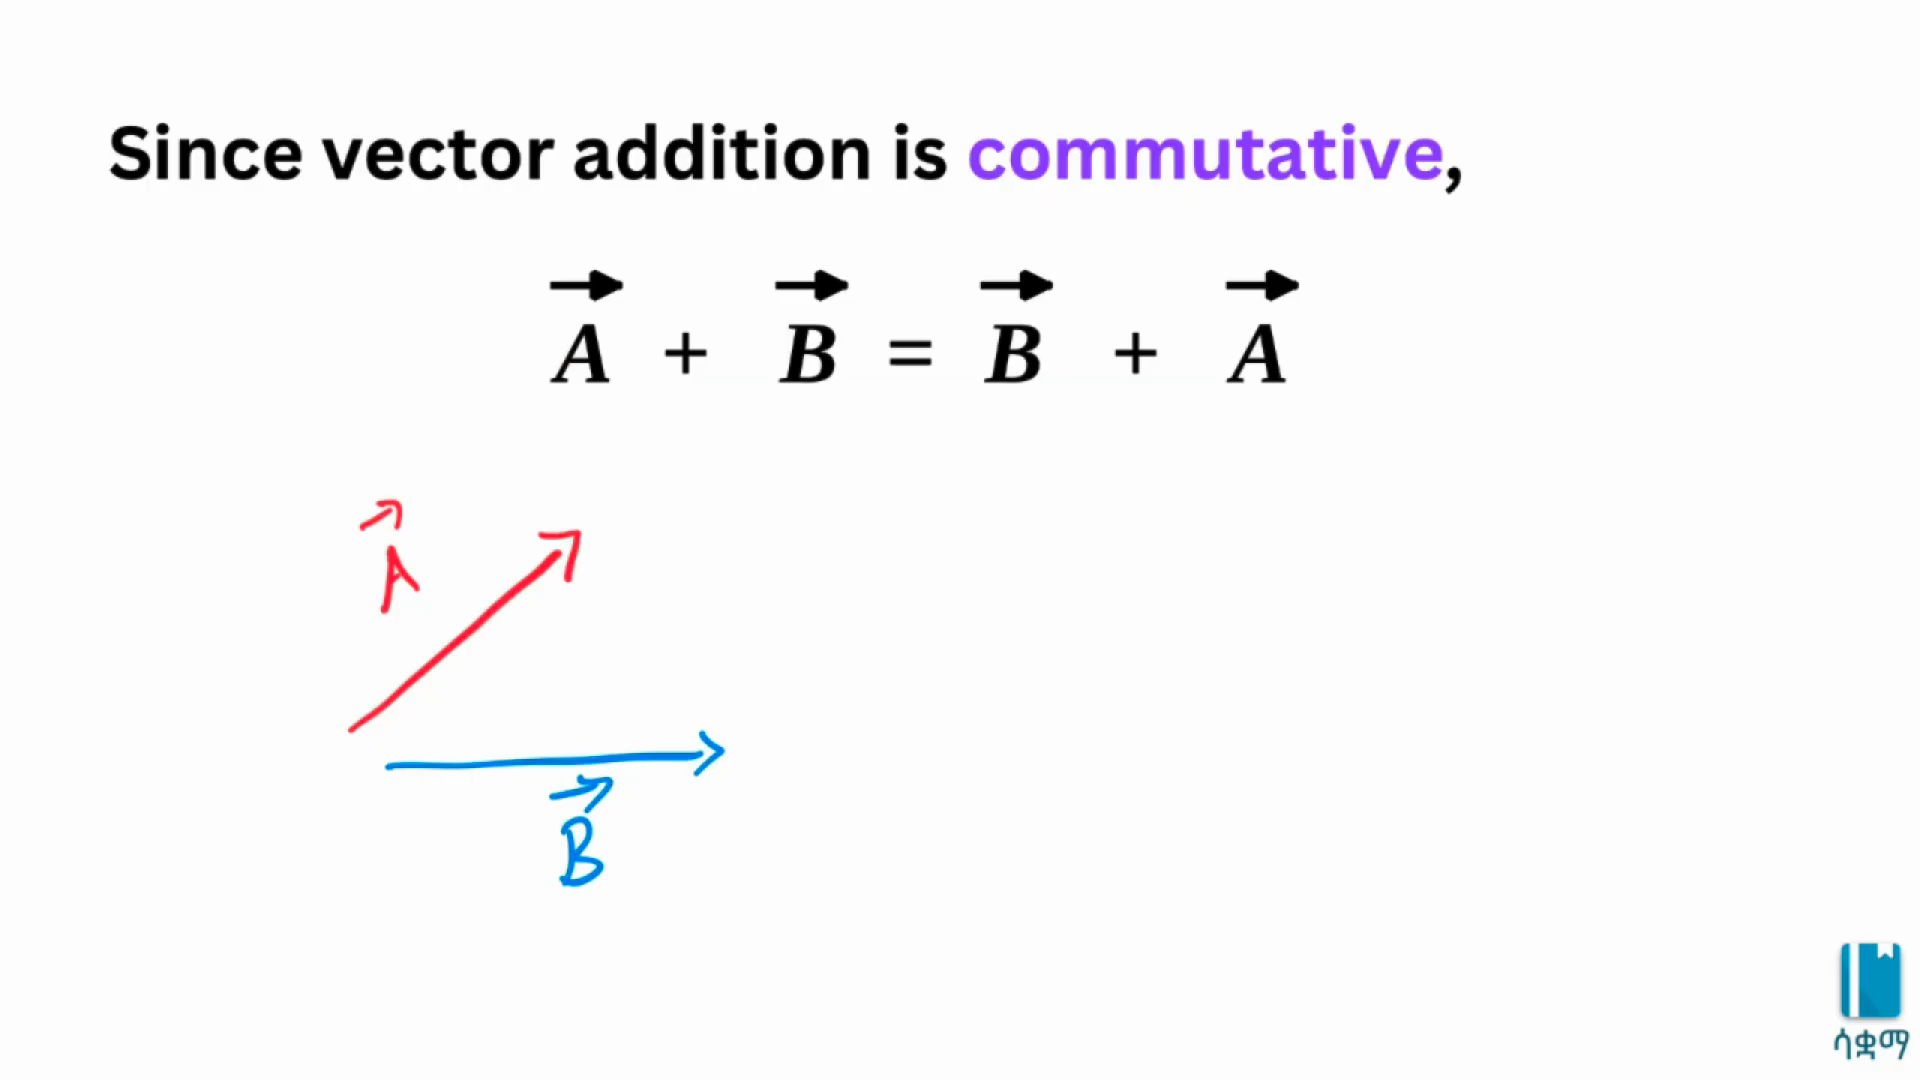 Since vector addition is commutative,
A + B = B + A
A
B
ሳቋማ